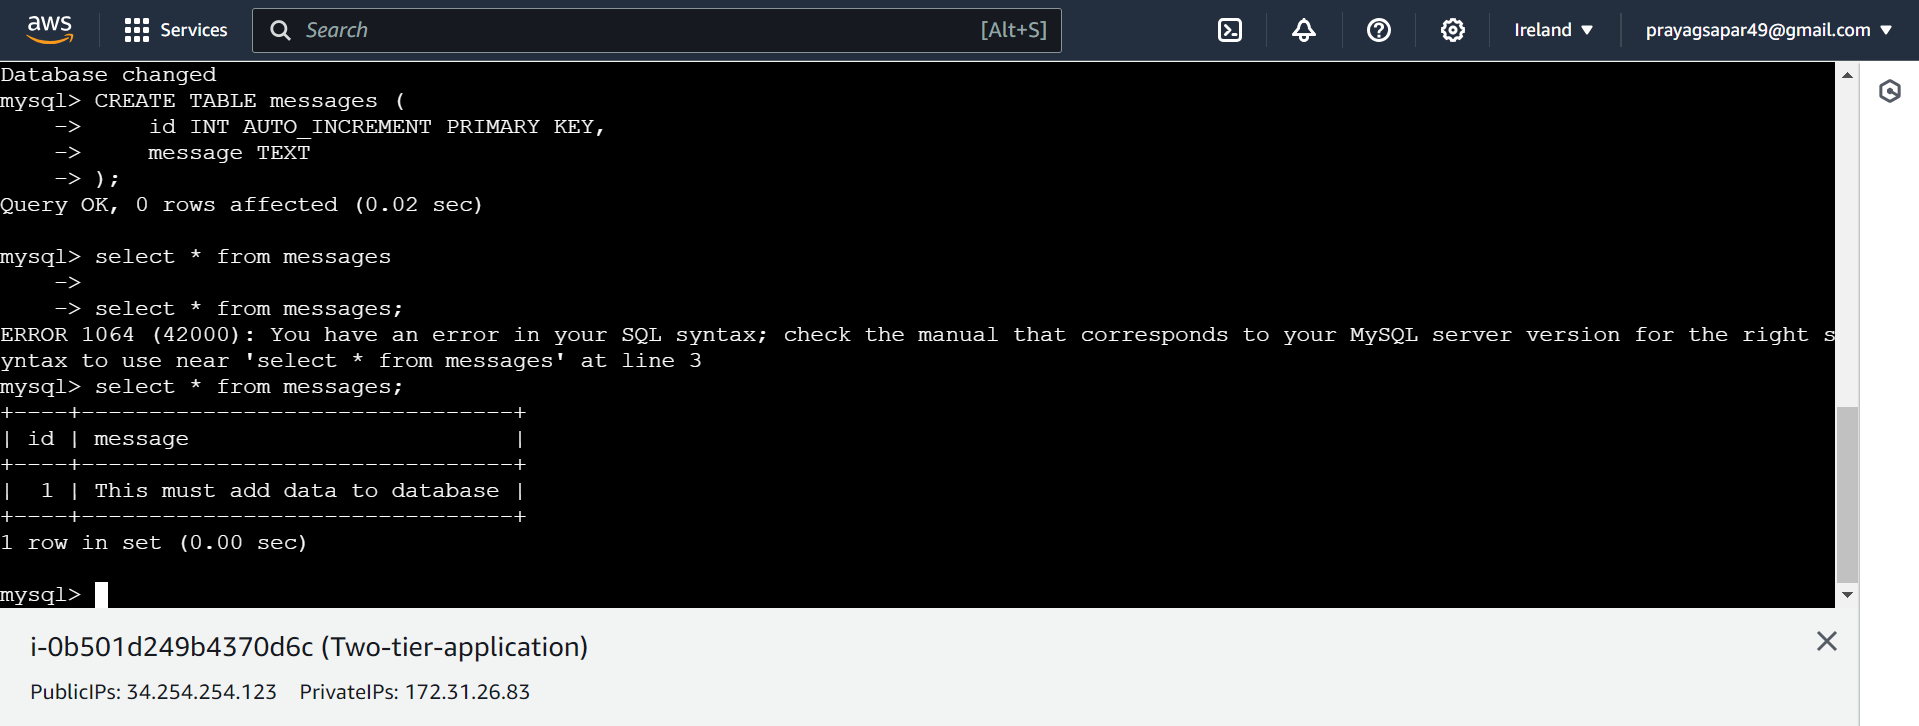 aws
Services
Search
[Alt+S]
Ireland
prayagsapar49@gmail.com
Database changed
mysql> CREATE TABLE messages (
    ->     id INT AUTO_INCREMENT PRIMARY KEY,
    ->     message TEXT
    -> );
Query OK, 0 rows affected (0.02 sec)
mysql> select * from messages
    ->
    -> select * from messages;
ERROR 1064 (42000): You have an error in your SQL syntax; check the manual that corresponds to your MySQL server version for the right s
yntax to use near 'select * from messages' at line 3
mysql> select * from messages;
+----+--------------------------------+
| id | message                        |
+----+--------------------------------+
|  1 | This must add data to database |
+----+--------------------------------+
1 row in set (0.00 sec)
mysql>
i-0b501d249b4370d6c (Two-tier-application)
PublicIPs: 34.254.254.123 PrivateIPs: 172.31.26.83